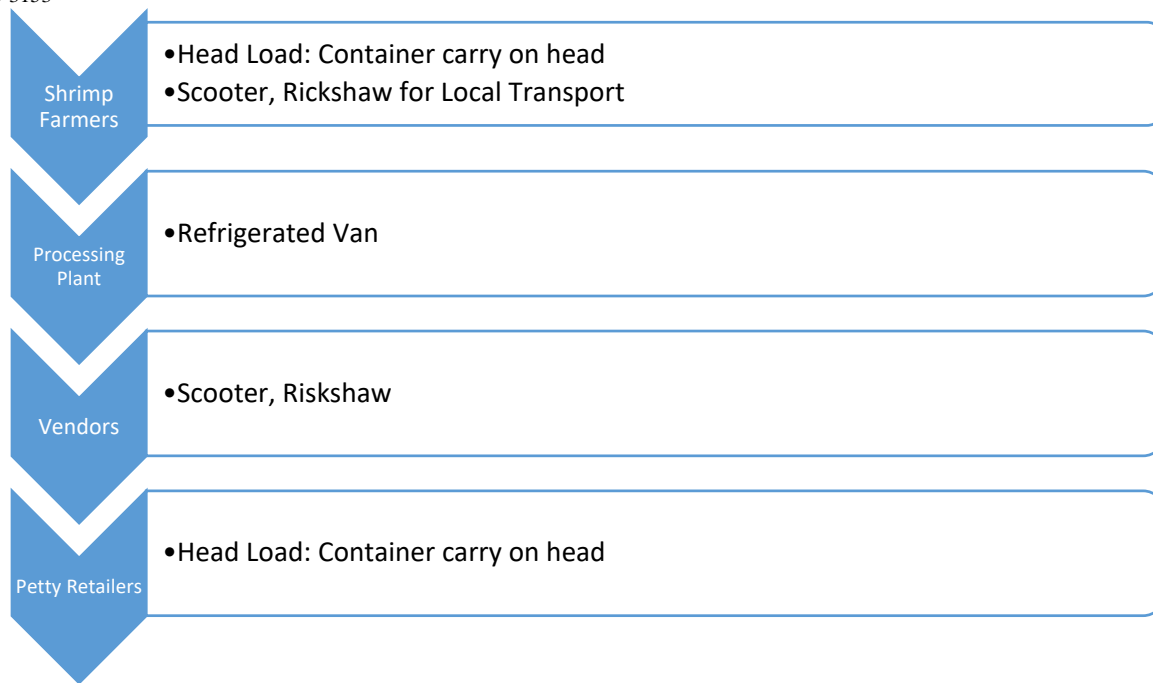 Shrimp
Farmers
•Head Load: Container carry on head
•Scooter, Rickshaw for Local Transport
Processing
Plant
•Refrigerated Van
Vendors
•Scooter, Riskshaw
Petty Retailers
•Head Load: Container carry on head